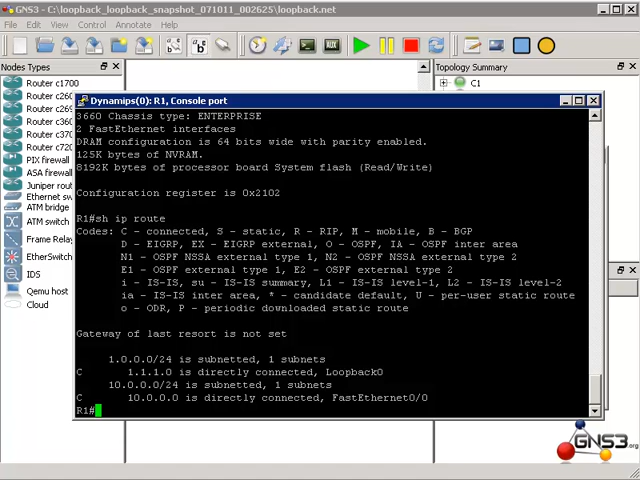 GNS3 - C:\loopback_loopback_snapshot_071011_002625\loopback.net
File Edit View Control Annotate Help
Nodes Types
Topology Summary
Router c1700
Router c2600
Router c2691
Router c3600
Router c3700
Router c7200
PIX firewall
ASA firewall
Juniper router
Ethernet switch
ATM bridge
ATM switch
Frame Relay
EtherSwitch
IDS
Qemu host
Cloud
C1
Dynamips(0): R1, Console port
3660 Chassis type: ENTERPRISE
2 FastEthernet interfaces
DRAM configuration is 64 bits wide with parity enabled.
125K bytes of NVRAM.
8192K bytes of processor board System flash (Read/Write)
Configuration register is 0x2102
R1#sh ip route
Codes: C - connected, S - static, R - RIP, M - mobile, B - BGP
D - EIGRP, EX - EIGRP external, O - OSPF, IA - OSPF inter area
N1 - OSPF NSSA external type 1, N2 - OSPF NSSA external type 2
E1 - OSPF external type 1, E2 - OSPF external type 2
i - IS-IS, su - IS-IS summary, L1 - IS-IS level-1, L2 - IS-IS level-2
ia - IS-IS inter area, * - candidate default, U - per-user static route
o - ODR, P - periodic downloaded static route
Gateway of last resort is not set
1.0.0.0/24 is subnetted, 1 subnets
C 1.1.1.0 is directly connected, Loopback0
10.0.0.0/24 is subnetted, 1 subnets
C 10.0.0.0 is directly connected, FastEthernet0/0
R1#
GNS3.org